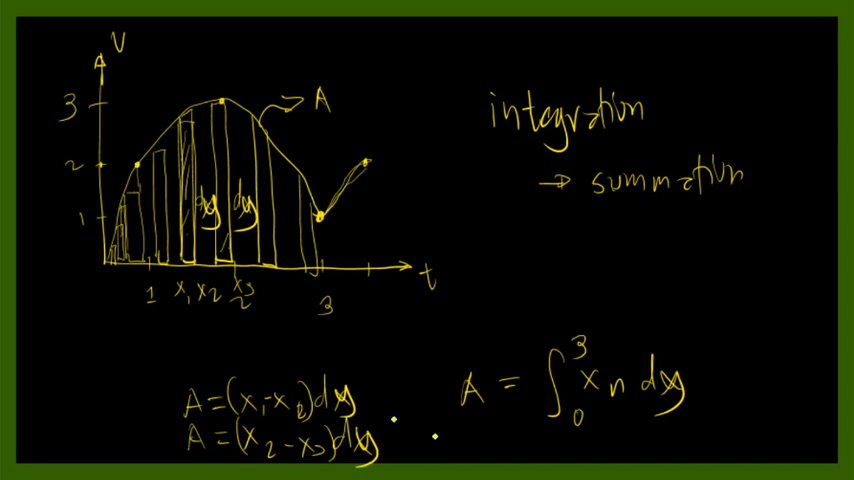 V
3
A
integration
2
→ summation
dy dy
1
t
1 x₁ x₂ x₃
2
3
A = ∫₀³ xn dy
A=(x₁-x₂)dy
A=(x₂-x₃)dy